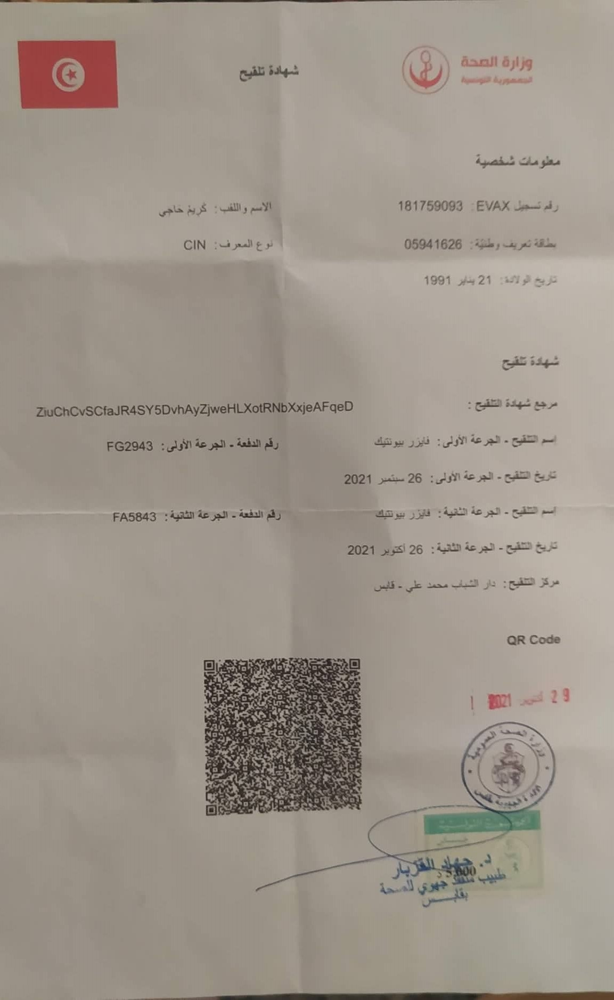 وزارة الصحة
الجمهورية التونسية
شهادة تلقيح
معلومات شخصية
رقم تسجيل EVAX: 181759093
الاسم واللقب: كريم حاجي
بطاقة تعريف وطنية: 05941626
نوع المعرف: CIN
تاريخ الولادة: 21 يناير 1991
شهادة تلقيح
مرجع شهادة التلقيح: ZiuChCvSCfaJR4SY5DvhAyZjweHLXotRNbXxjeAFqeD
إسم التلقيح - الجرعة الأولى: فايزر بيونتيك
رقم الدفعة - الجرعة الأولى: FG2943
تاريخ التلقيح - الجرعة الأولى: 26 سبتمبر 2021
إسم التلقيح - الجرعة الثانية: فايزر بيونتيك
رقم الدفعة - الجرعة الثانية: FA5843
تاريخ التلقيح - الجرعة الثانية: 26 أكتوبر 2021
مركز التلقيح: دار الشباب محمد علي - قابس
QR Code
29 أكتوبر 2021
وزارة الصحة العمومية
الإدارة الجهوية بقابس
الجمهورية التونسية
5.000
د. جهاد
طبيب متفقد جهوي للصحة
بقابس